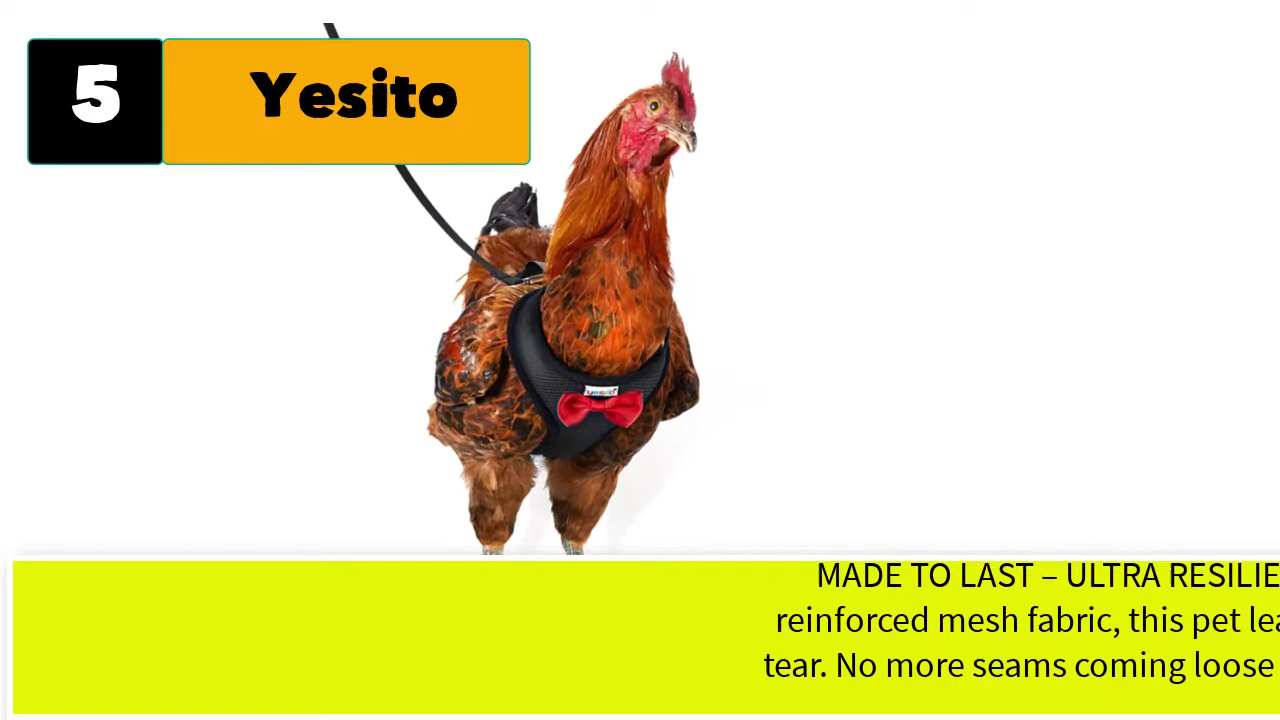 5
Yesito
MADE TO LAST – ULTRA RESILIE
reinforced mesh fabric, this pet lea
tear. No more seams coming loose